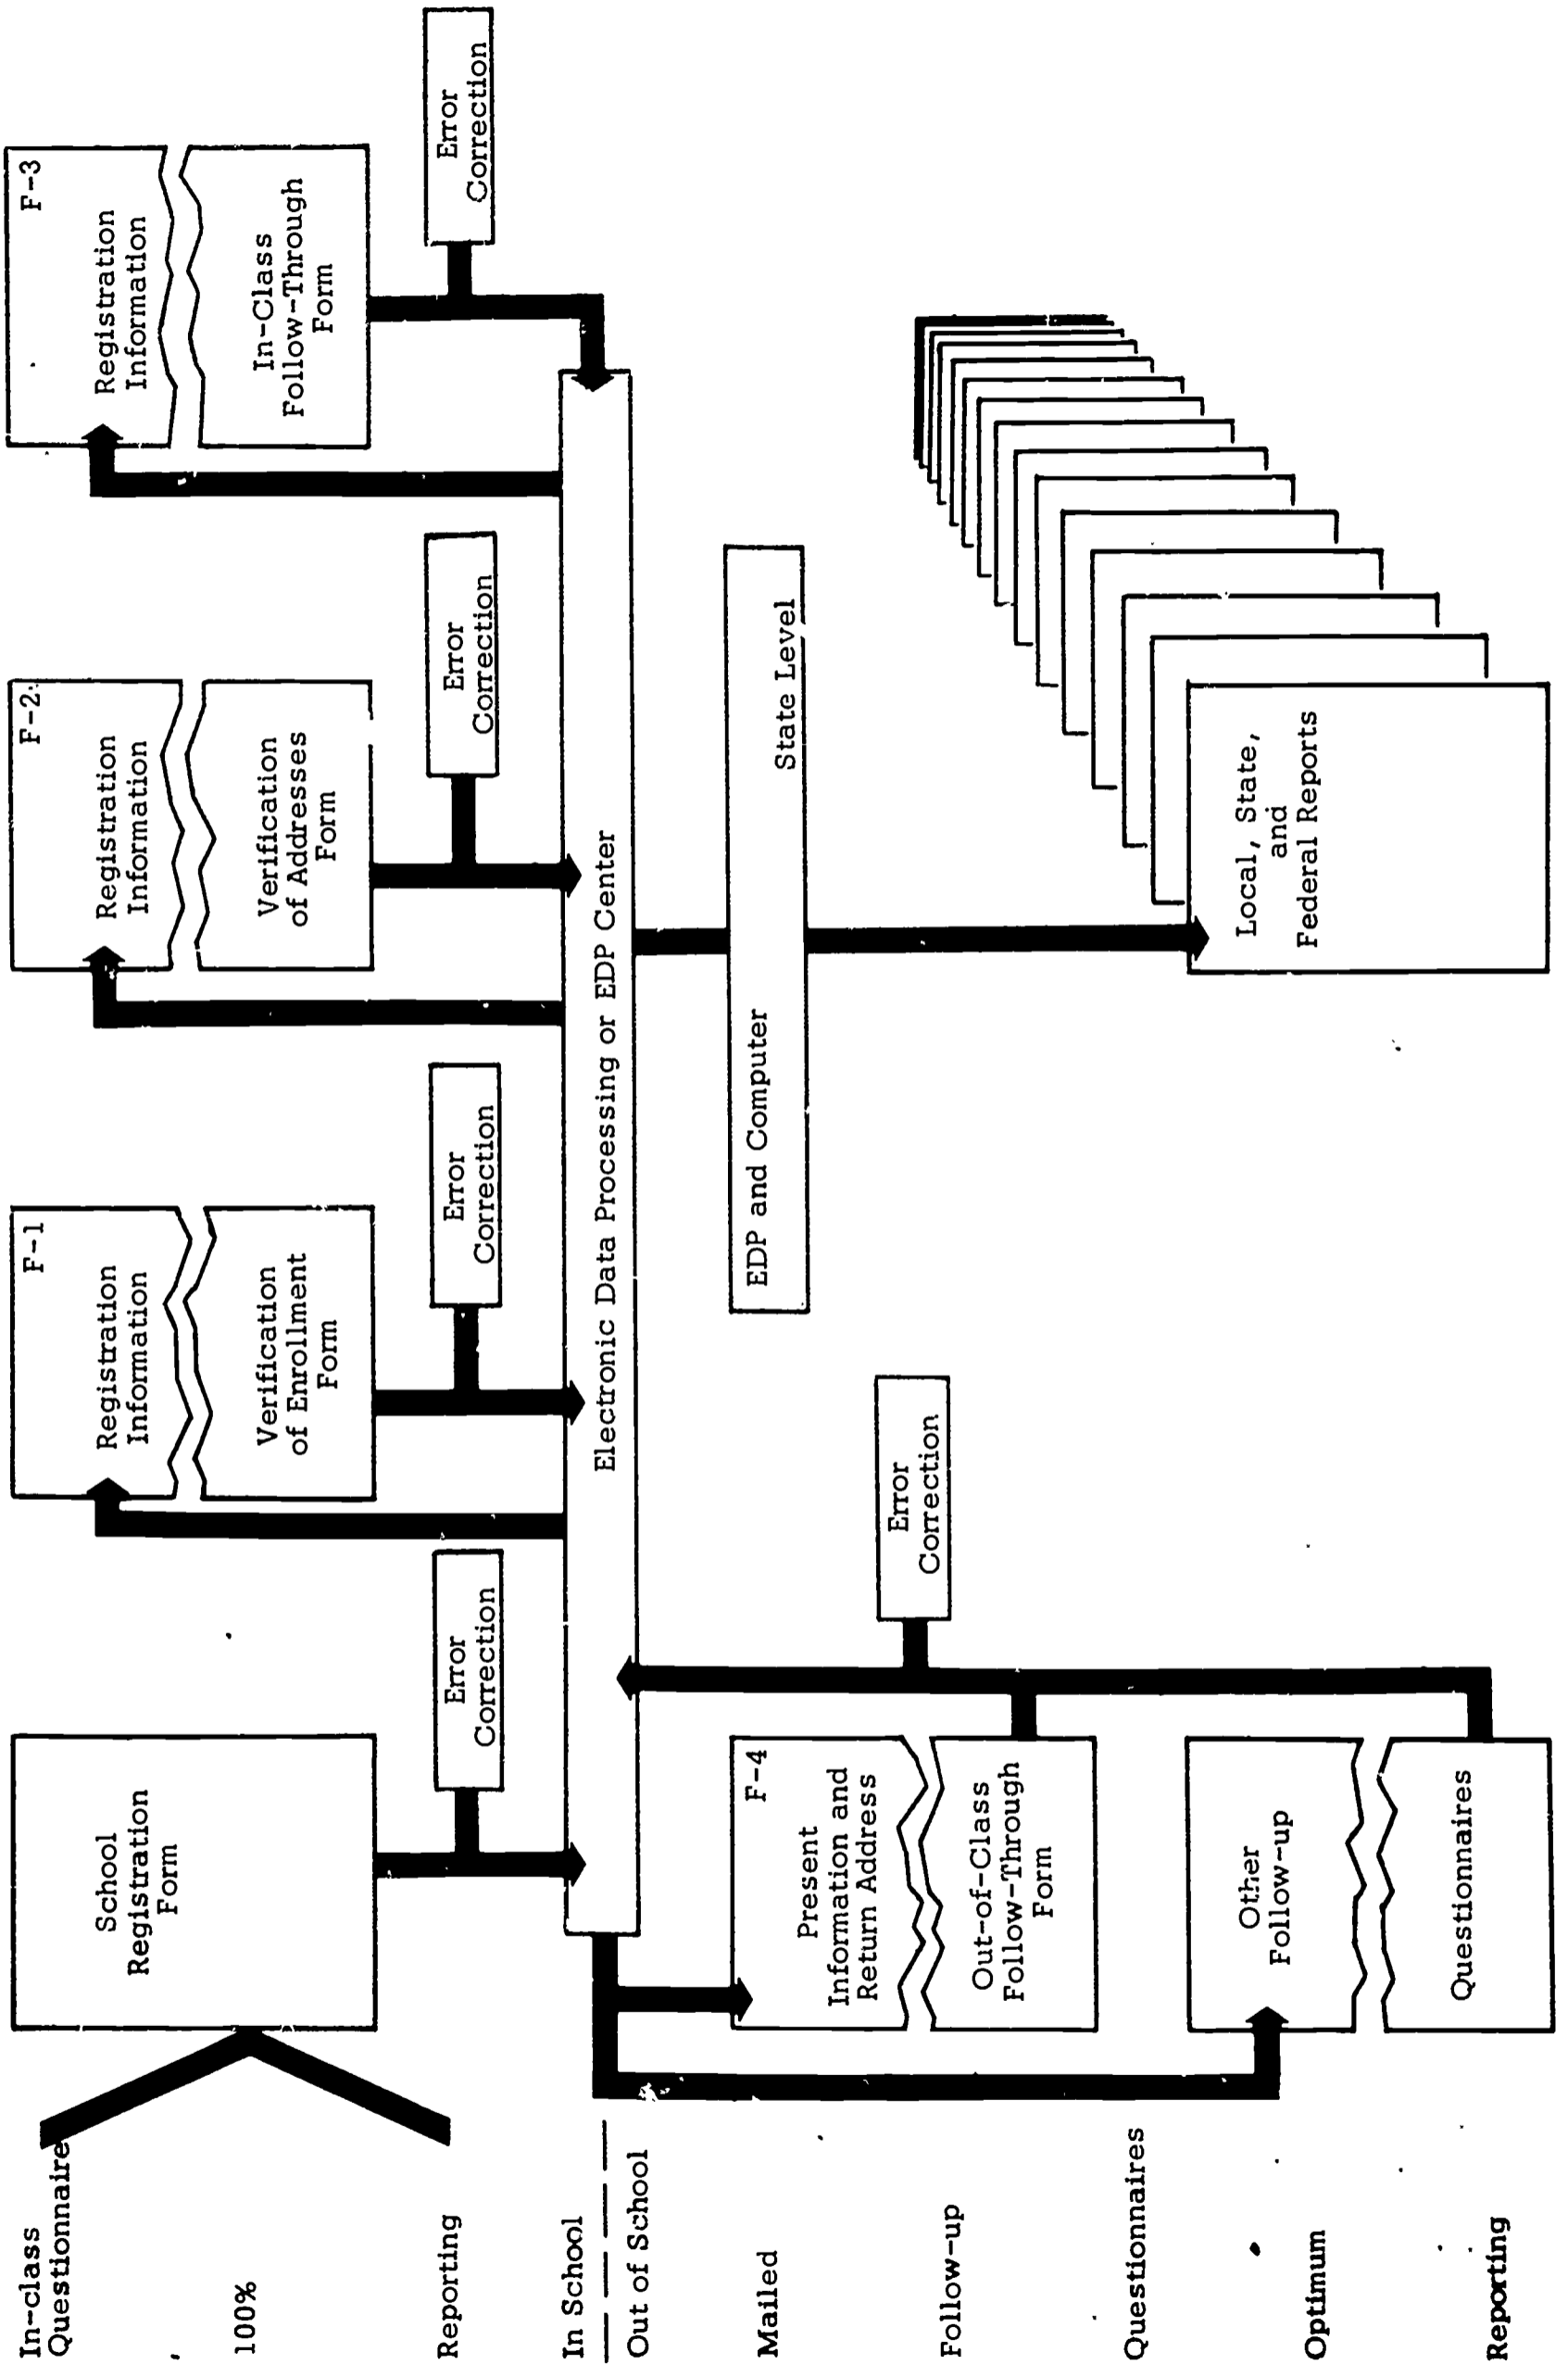 In-class
Questionnaire
100%
Reporting
In School
Out of School
Mailed
Follow-up
Questionnaires
Optimum
Reporting
School
Registration
Form
Error
Correction
F-1
Registration
Information
Verification
of Enrollment
Form
Error
Correction
F-2
Registration
Information
Verification
of Addresses
Form
Error
Correction
F-3
Registration
Information
In-Class
Follow-Through
Form
Error
Correction
Electronic Data Processing or EDP Center
EDP and Computer
State Level
F-4
Present
Information and
Return Address
Out-of-Class
Follow-Through
Form
Error
Correction
Other
Follow-up
Questionnaires
Local, State,
and
Federal Reports